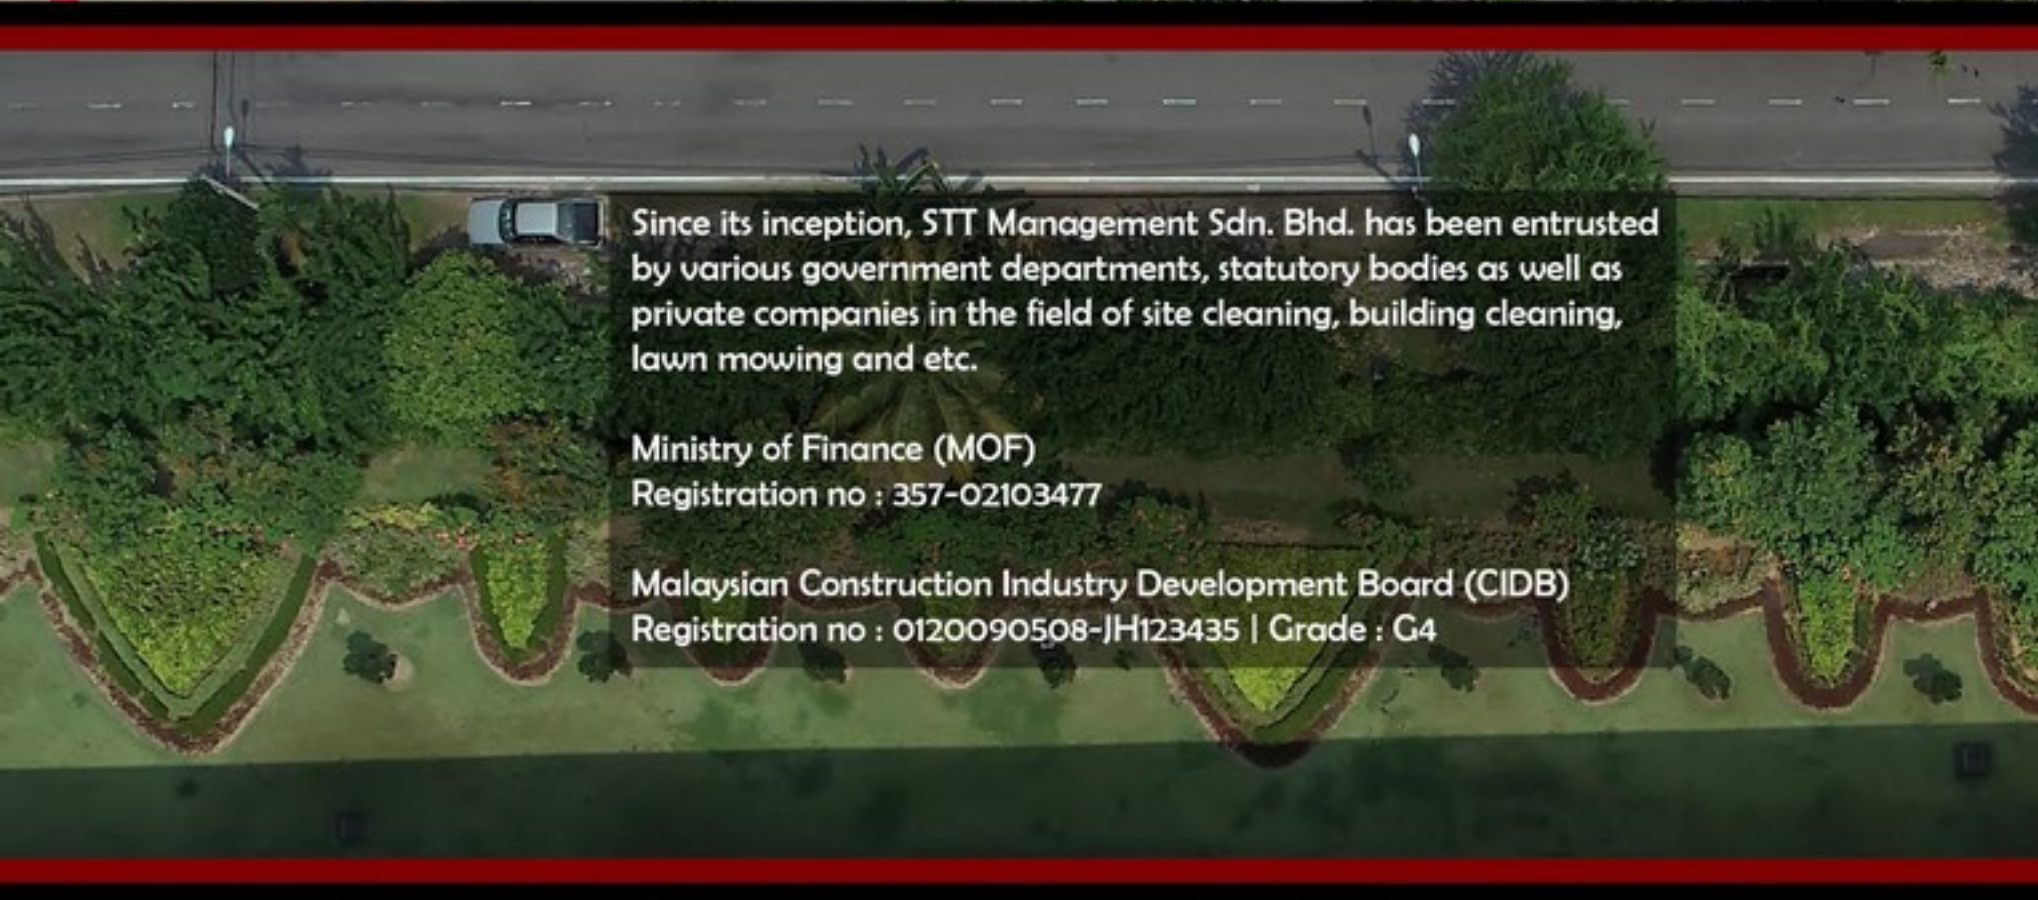 Since its inception, STT Management Sdn. Bhd. has been entrusted
by various government departments, statutory bodies as well as
private companies in the field of site cleaning, building cleaning,
lawn mowing and etc.
Ministry of Finance (MOF)
Registration no : 357-02103477
Malaysian Construction Industry Development Board (CIDB)
Registration no : 0120090508-JH123435 | Grade : G4